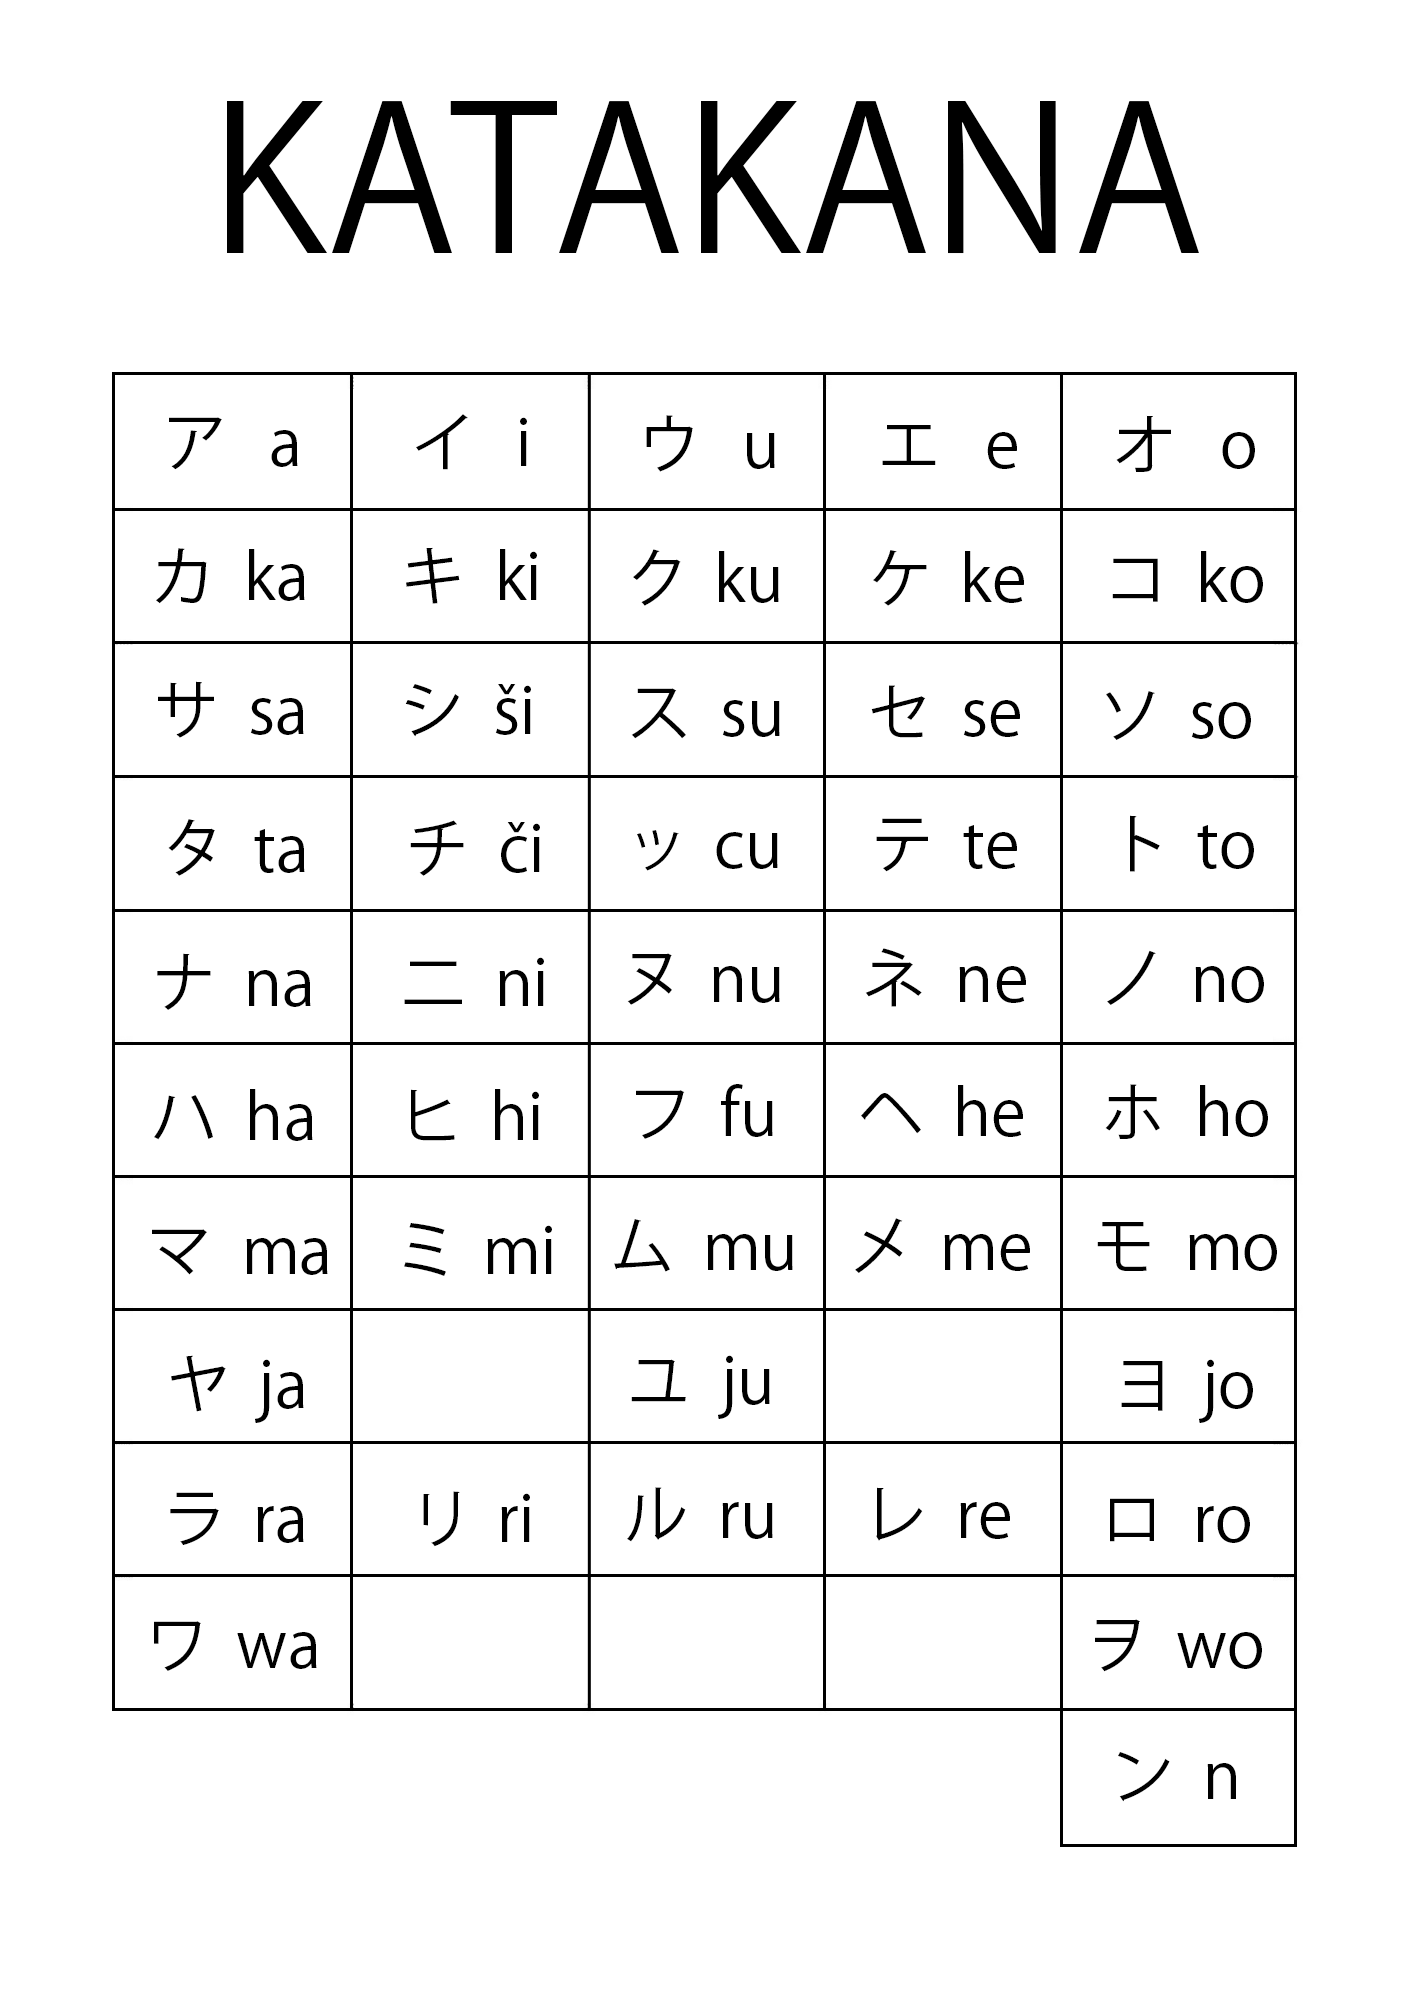 KATAKANA
ア a イ i ウ u エ e オ o
カ ka キ ki ク ku ケ ke コ ko
サ sa シ ši ス su セ se ソ so
タ ta チ či ッ cu テ te ト to
ナ na ニ ni ヌ nu ネ ne ノ no
ハ ha ヒ hi フ fu ヘ he ホ ho
マ ma ミ mi ム mu メ me モ mo
ヤ ja ユ ju ヨ jo
ラ ra リ ri ル ru レ re ロ ro
ワ wa ヲ wo
ン n